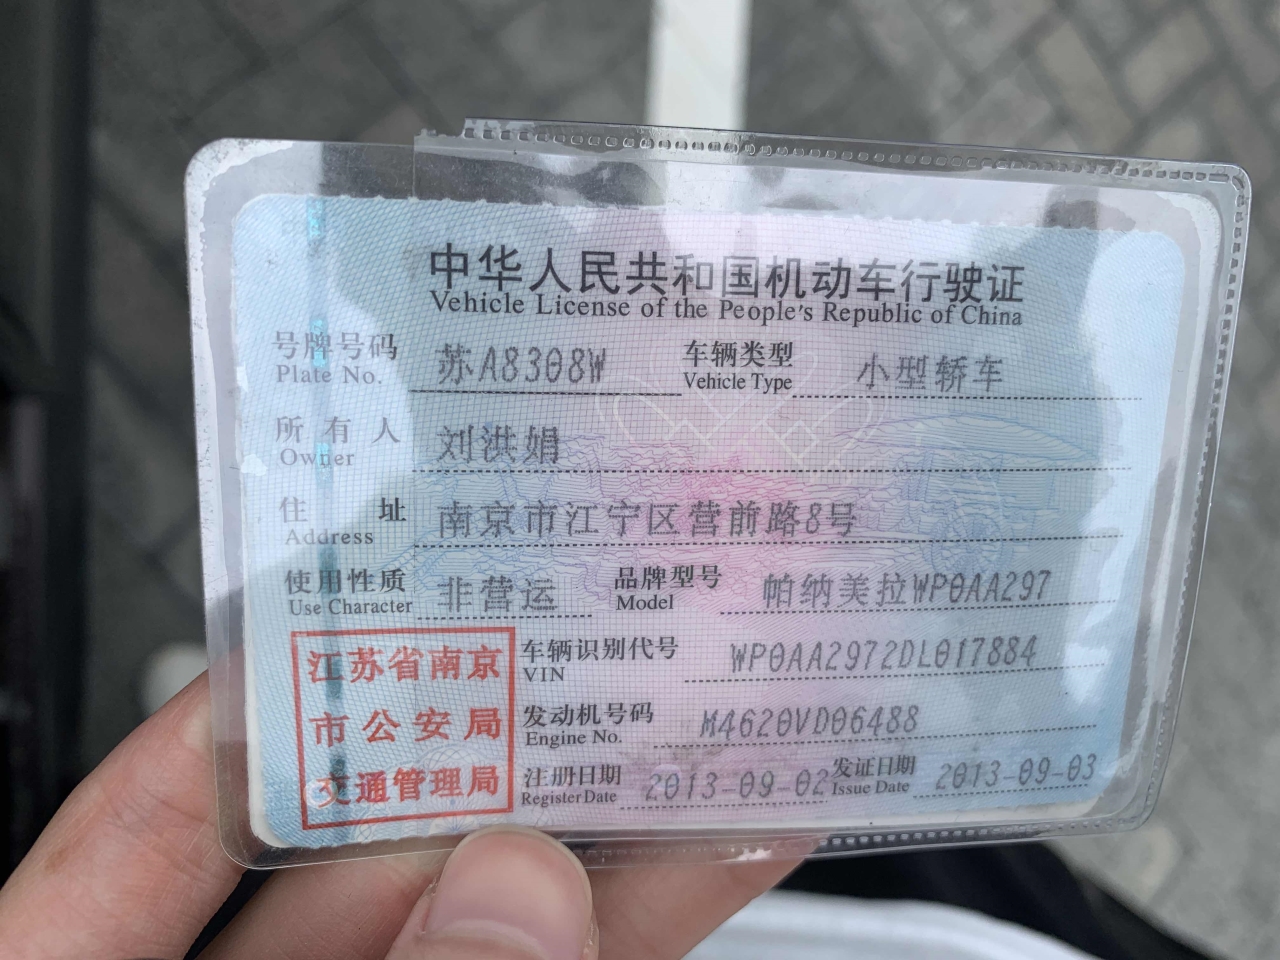 中华人民共和国机动车行驶证
Vehicle License of the People's Republic of China
号牌号码 苏A8308W 车辆类型 小型轿车
Plate No. Vehicle Type
所有人 刘洪娟
Owner
住址 南京市江宁区营前路8号
Address
使用性质 非营运 品牌型号 帕纳美拉WP0AA297
Use Character Model
江苏省南京
市公安局
交通管理局
车辆识别代号 WP0AA2972DL017884
VIN
发动机号码 M4620VD06488
Engine No.
注册日期 2013-09-02 发证日期 2013-09-03
Register Date Issue Date